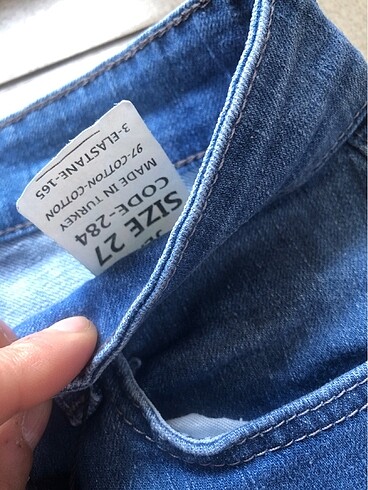 SIZE 27
CODE-284
MADE IN TURKEY
97-COTTON-COTTON
3-ELASTANE-165